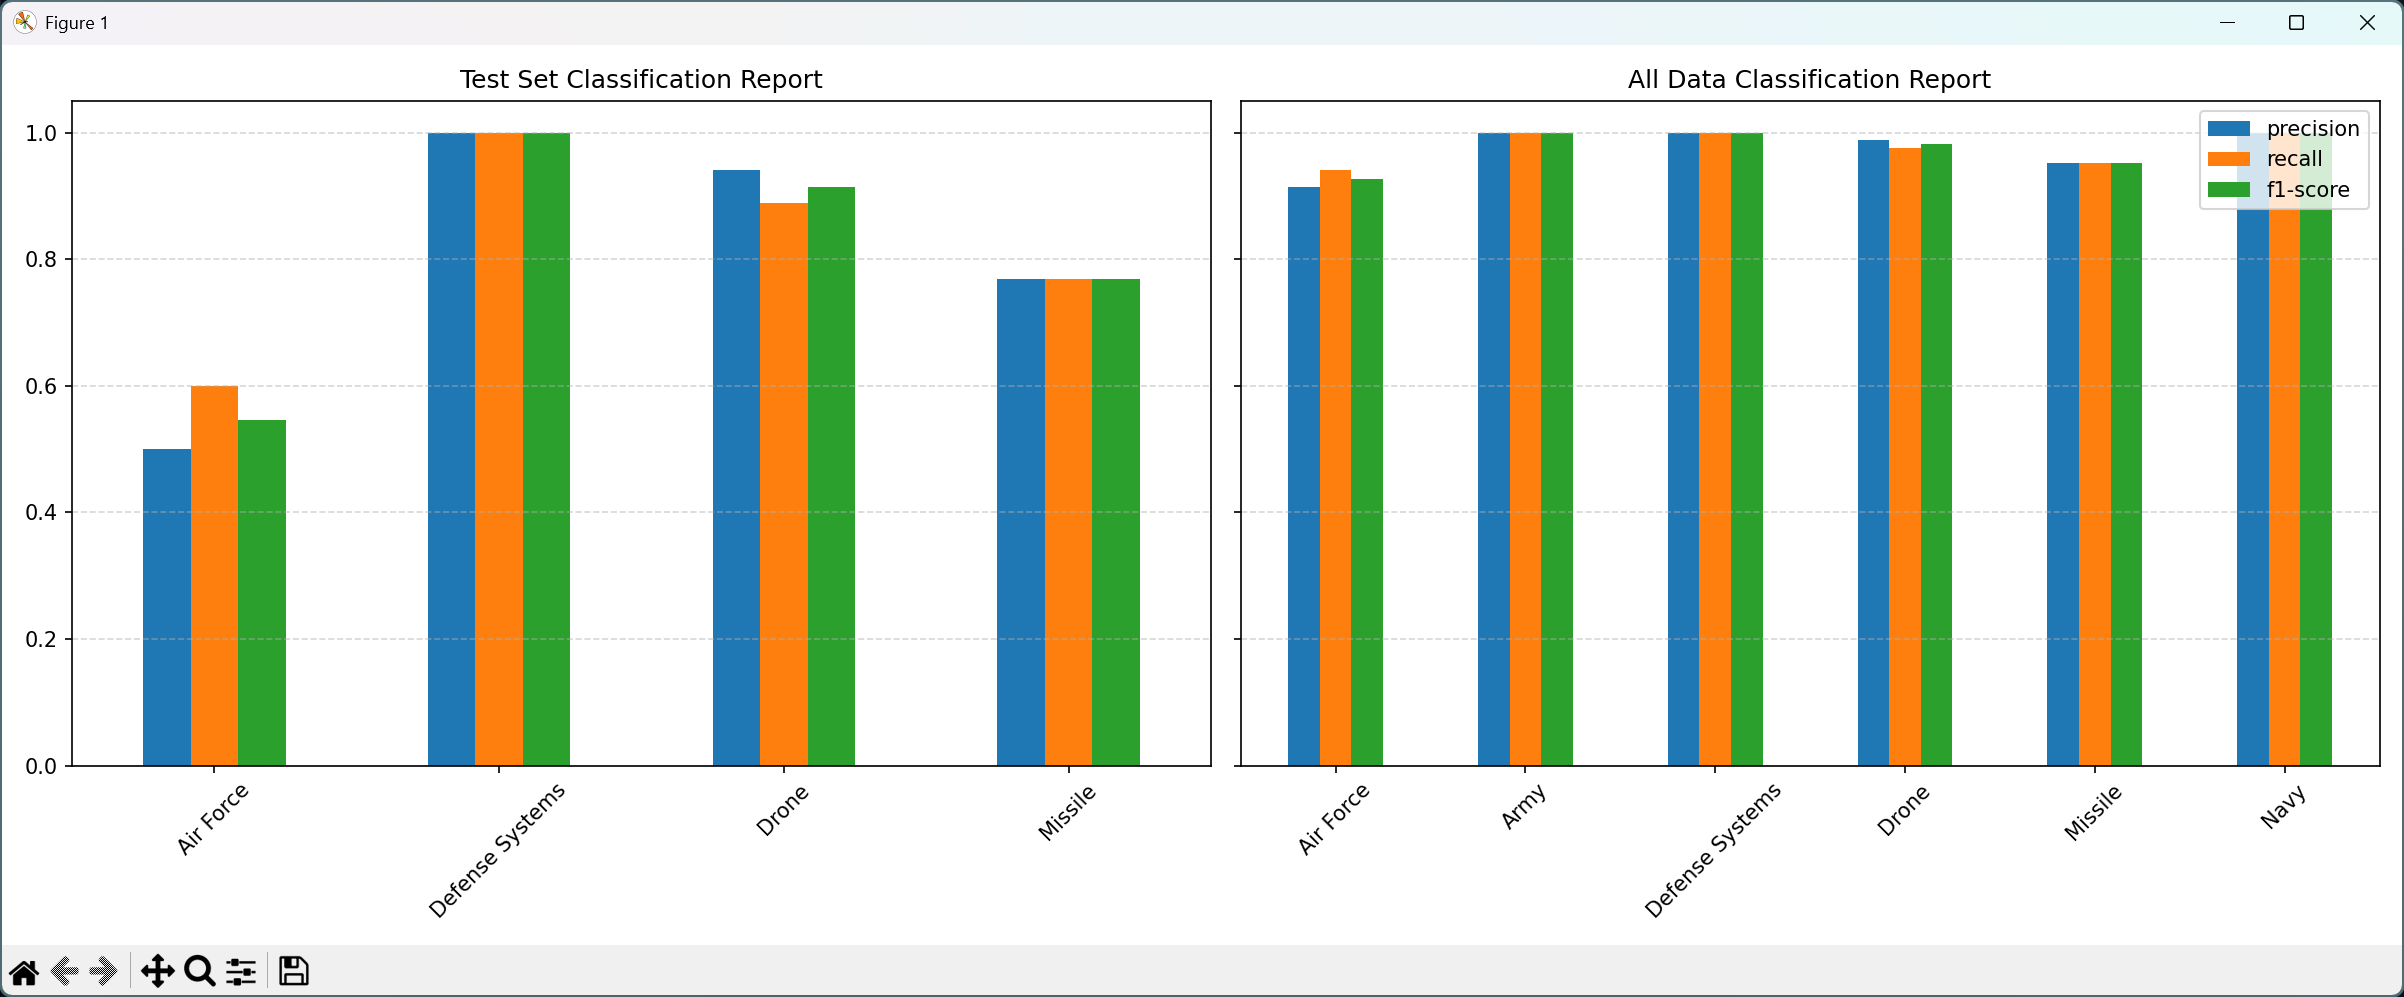 Figure 1
Test Set Classification Report
1.0
0.8
0.6
0.4
0.2
0.0
Air Force
Defense Systems
Drone
Missile
All Data Classification Report
precision
recall
f1-score
Air Force
Army
Defense Systems
Drone
Missile
Navy